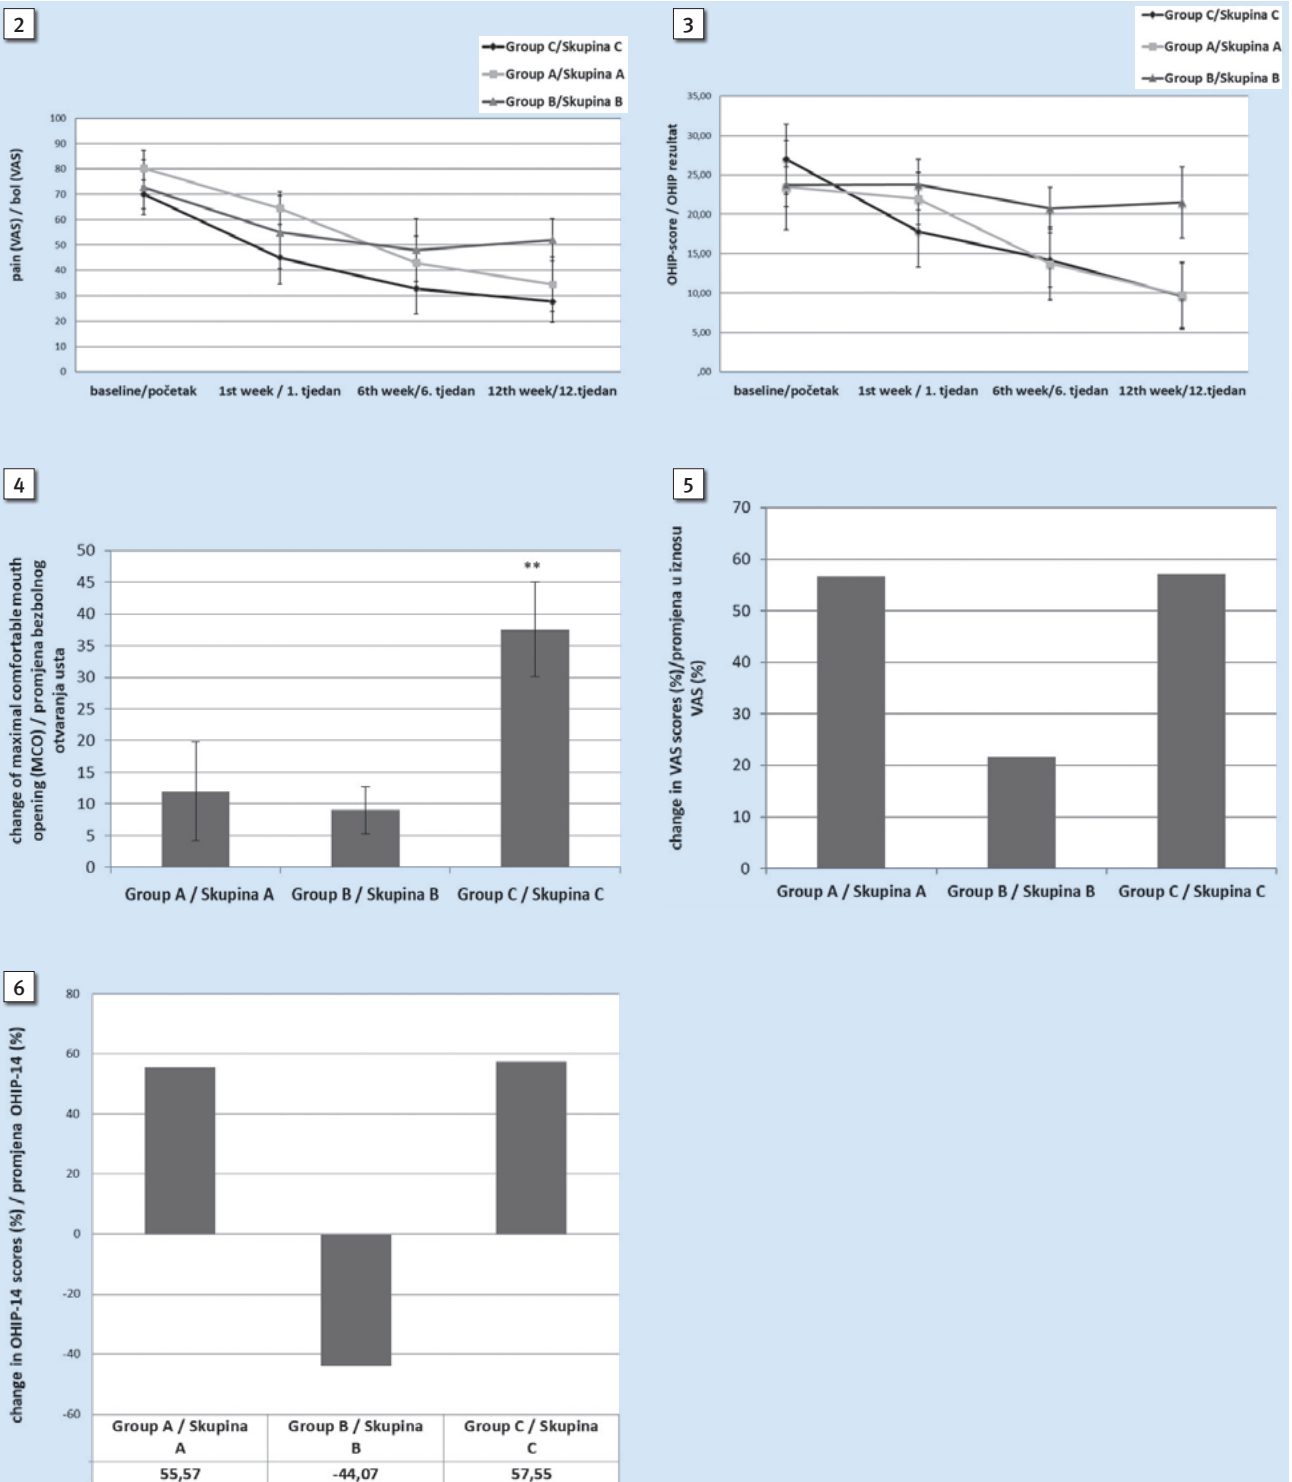 2
Group C/Skupina C
Group A/Skupina A
Group B/Skupina B
pain (VAS) / bol (VAS)
100
90
80
70
60
50
40
30
20
10
0
baseline/početak 1st week / 1. tjedan 6th week/6. tjedan 12th week/12.tjedan
3
Group C/Skupina C
Group A/Skupina A
Group B/Skupina B
OHIP-score / OHIP rezultat
35,00
30,00
25,00
20,00
15,00
10,00
5,00
,00
baseline/početak 1st week / 1. tjedan 6th week/6. tjedan 12th week/12.tjedan
4
change of maximal comfortable mouth
opening (MCO) / promjena bezbolnog
otvaranja usta
50
45
40
35
30
25
20
15
10
5
0
**
Group A / Skupina A Group B / Skupina B Group C / Skupina C
5
change in VAS scores (%)/promjena u iznosu
VAS (%)
70
60
50
40
30
20
10
0
Group A / Skupina A Group B / Skupina B Group C / Skupina C
6
change in OHIP-14 scores (%) / promjena OHIP-14 (%)
80
60
40
20
0
-20
-40
-60
Group A / Skupina Group B / Skupina Group C / Skupina
A B C
55,57 -44,07 57,55